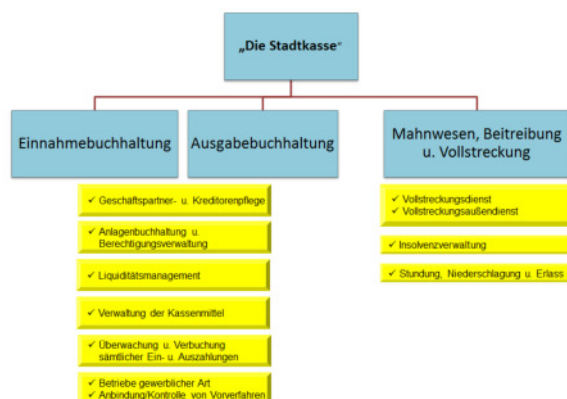 „Die Stadtkasse“
Einnahmebuchhaltung
Ausgabebuchhaltung
Mahnwesen, Beitreibung
u. Vollstreckung
✓ Geschäftspartner- u. Kreditorenpflege
✓ Anlagenbuchhaltung u.
Berechtigungsverwaltung
✓ Liquiditätsmanagement
✓ Verwaltung der Kassenmittel
✓ Überwachung u. Verbuchung
sämtlicher Ein- u. Auszahlungen
✓ Betriebe gewerblicher Art
✓ Anbindung/Kontrolle von Vorverfahren
✓ Vollstreckungsdienst
✓ Vollstreckungsaußendienst
✓ Insolvenzverwaltung
✓ Stundung, Niederschlagung u. Erlass